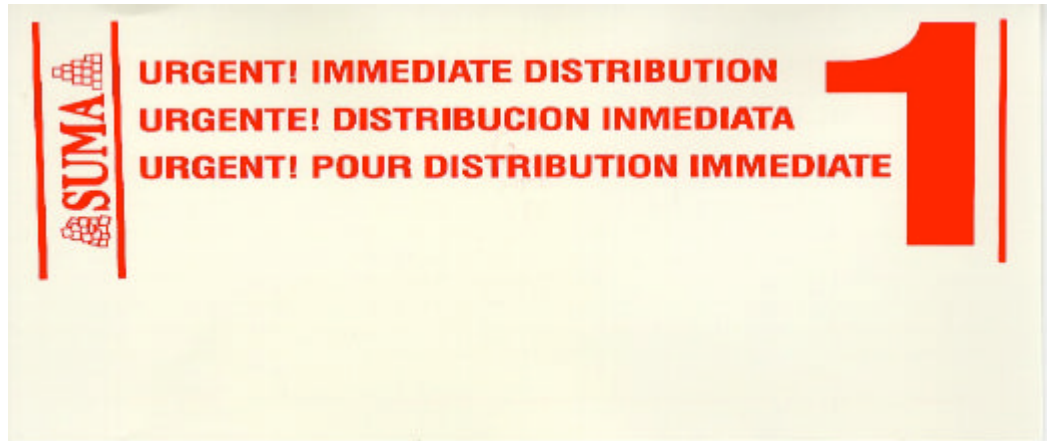 SUMA
URGENT! IMMEDIATE DISTRIBUTION
URGENTE! DISTRIBUCION INMEDIATA
URGENT! POUR DISTRIBUTION IMMEDIATE
1